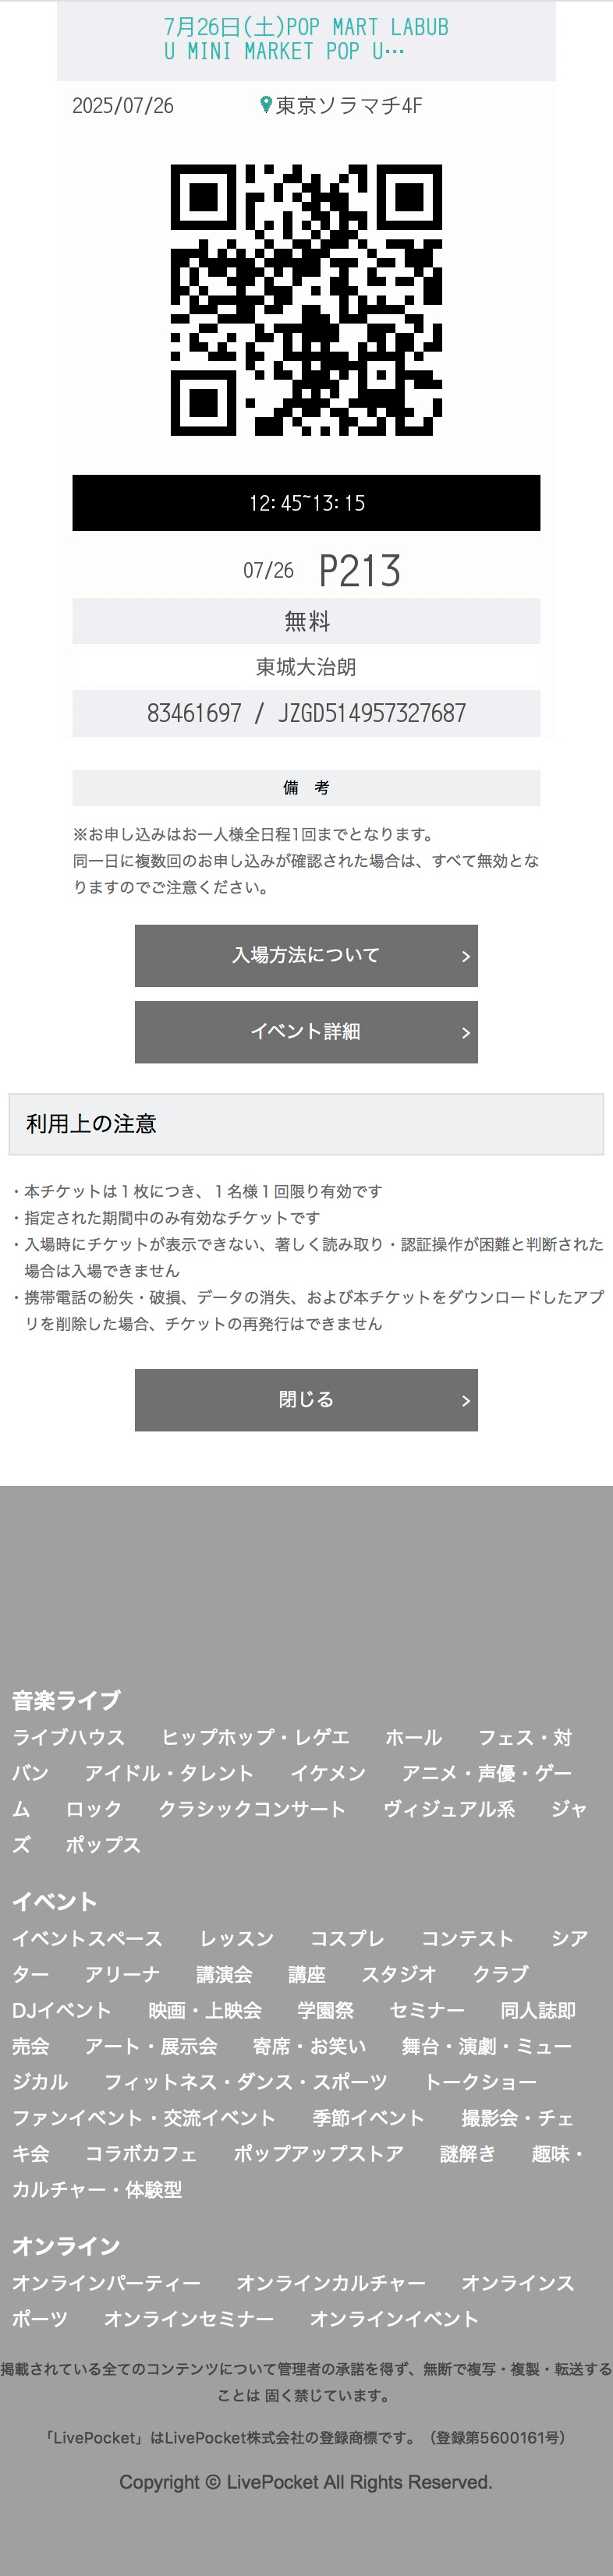 7月26日(土)POP MART LABUB
U MINI MARKET POP U…
2025/07/26 東京ソラマチ4F
12:45~13:15
07/26 P213
無料
東城大治朗
83461697 / JZGD514957327687
備　考
※お申し込みはお一人様全日程1回までとなります。
同一日に複数回のお申し込みが確認された場合は、すべて無効とな
りますのでご注意ください。
入場方法について
イベント詳細
利用上の注意
・本チケットは１枚につき、１名様１回限り有効です
・指定された期間中のみ有効なチケットです
・入場時にチケットが表示できない、著しく読み取り・認証操作が困難と判断された
場合は入場できません
・携帯電話の紛失・破損、データの消失、および本チケットをダウンロードしたアプ
リを削除した場合、チケットの再発行はできません
閉じる
音楽ライブ
ライブハウス　ヒップホップ・レゲエ　ホール　フェス・対
バン　アイドル・タレント　イケメン　アニメ・声優・ゲー
ム　ロック　クラシックコンサート　ヴィジュアル系　ジャ
ズ　ポップス
イベント
イベントスペース　レッスン　コスプレ　コンテスト　シア
ター　アリーナ　講演会　講座　スタジオ　クラブ
DJイベント　映画・上映会　学園祭　セミナー　同人誌即
売会　アート・展示会　寄席・お笑い　舞台・演劇・ミュー
ジカル　フィットネス・ダンス・スポーツ　トークショー
ファンイベント・交流イベント　季節イベント　撮影会・チェ
キ会　コラボカフェ　ポップアップストア　謎解き　趣味・
カルチャー・体験型
オンライン
オンラインパーティー　オンラインカルチャー　オンラインス
ポーツ　オンラインセミナー　オンラインイベント
掲載されている全てのコンテンツについて管理者の承諾を得ず、無断で複写・複製・転送する
ことは 固く禁じています。
「LivePocket」はLivePocket株式会社の登録商標です。（登録第5600161号）
Copyright © LivePocket All Rights Reserved.